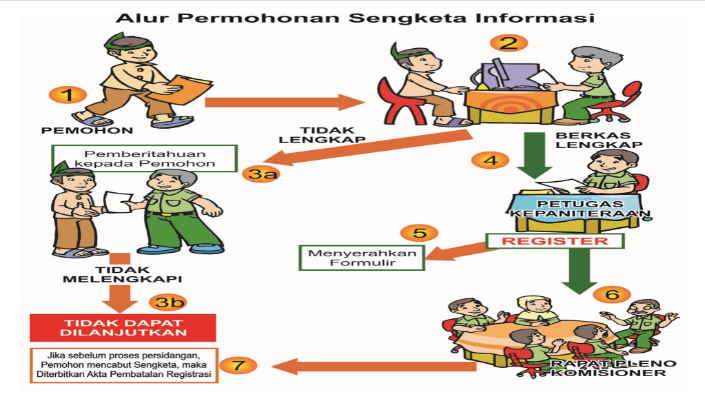 Alur Permohonan Sengketa Informasi
1
PEMOHON
2
TIDAK
LENGKAP
Pemberitahuan
kepada Pemohon
3a
BERKAS
LENGKAP
4
PETUGAS
KEPANITERAAN
REGISTER
5
Menyerahkan
Formulir
TIDAK
MELENGKAPI
3b
TIDAK DAPAT
DILANJUTKAN
6
RAPAT PLENO
KOMISIONER
7
Jika sebelum proses persidangan,
Pemohon mencabut Sengketa, maka
Diterbitkan Akta Pembatalan Registrasi